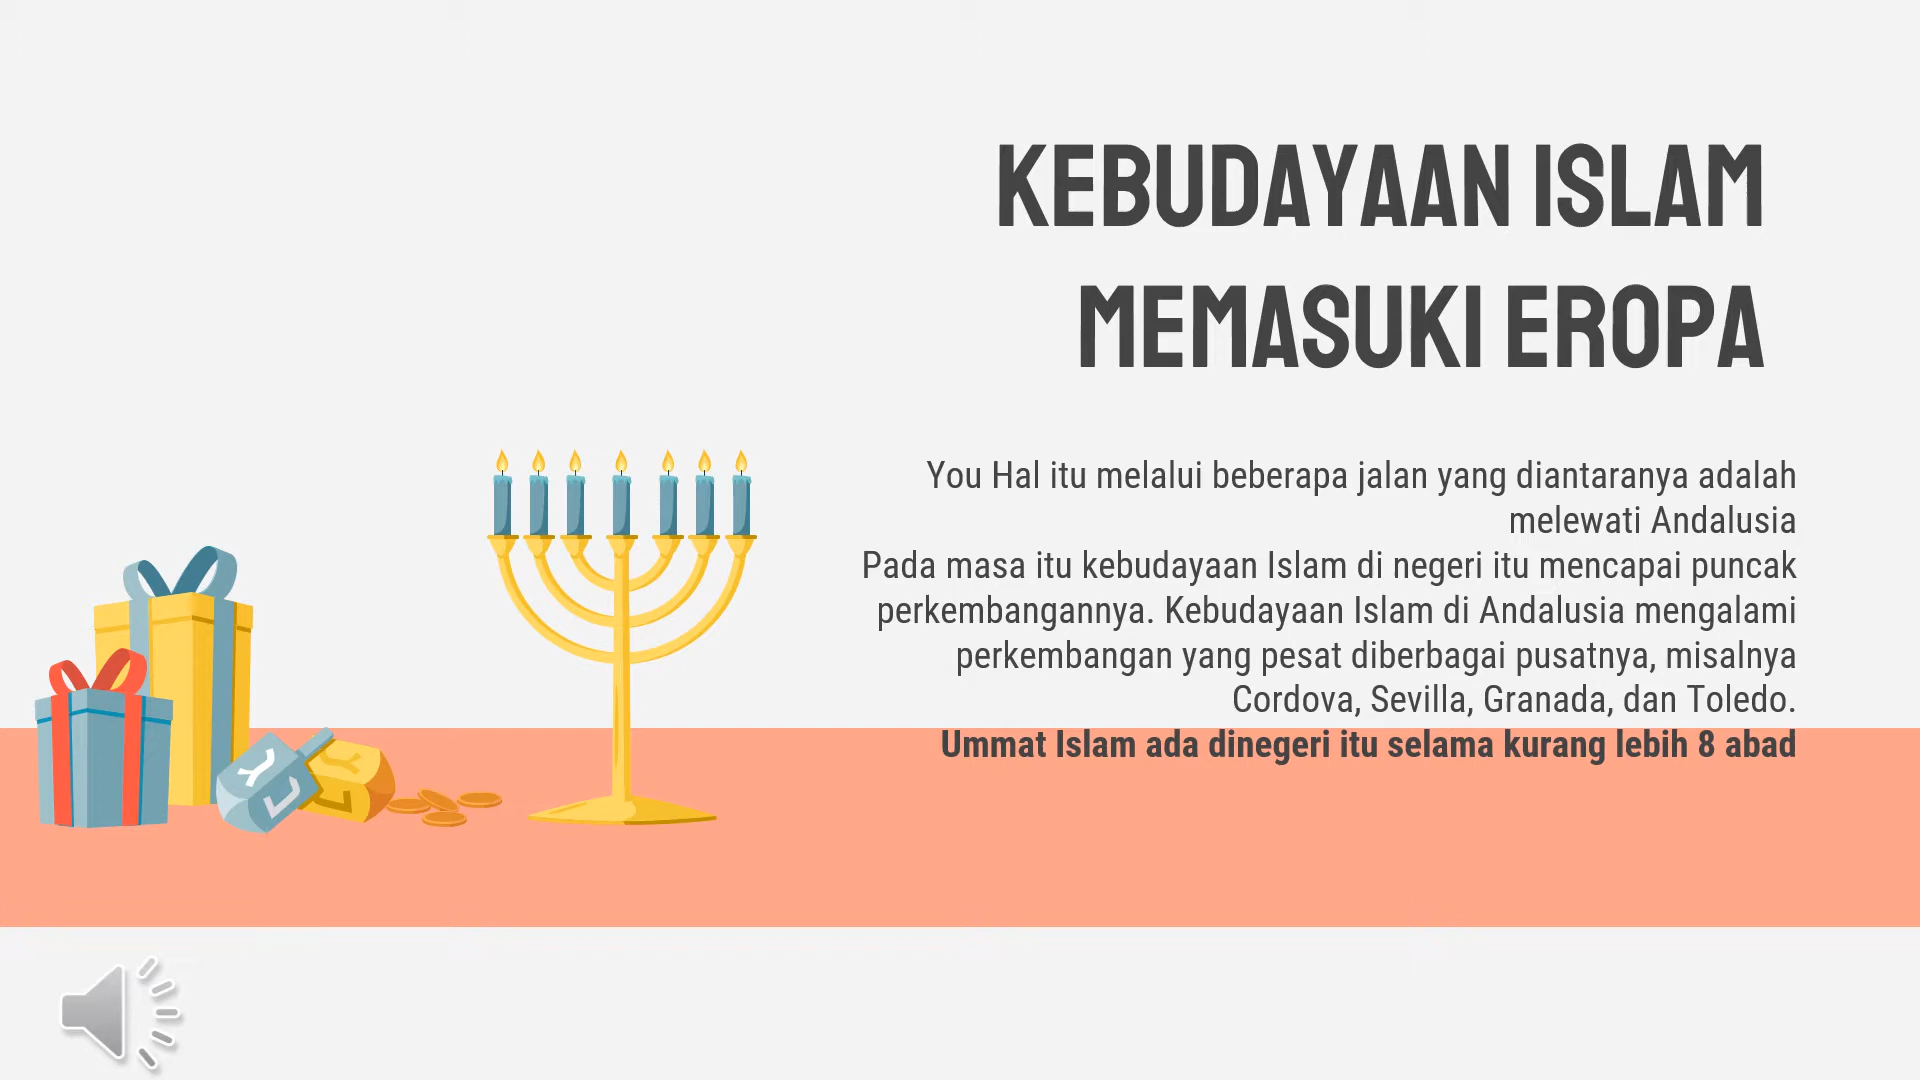 KEBUDAYAAN ISLAM
MEMASUKI EROPA
You Hal itu melalui beberapa jalan yang diantaranya adalah
melewati Andalusia
Pada masa itu kebudayaan Islam di negeri itu mencapai puncak
perkembangannya. Kebudayaan Islam di Andalusia mengalami
perkembangan yang pesat diberbagai pusatnya, misalnya
Cordova, Sevilla, Granada, dan Toledo.
Ummat Islam ada dinegeri itu selama kurang lebih 8 abad